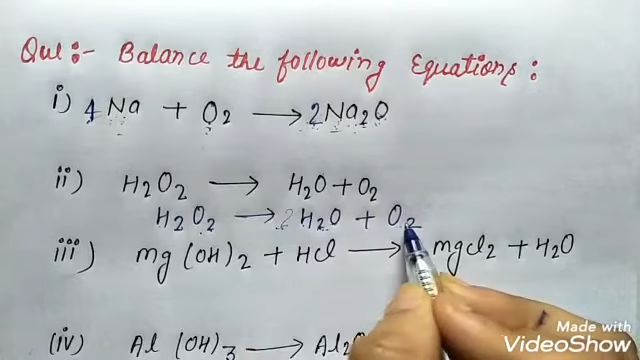 Que:- Balance the following Equations:
i) 4Na + O2 → 2Na2O
ii) H2O2 → H2O + O2
H2O2 → 2H2O + O2
iii) mg(OH)2 + HCl → mgcl2 + H2O
(iv) Al(OH)3 → Al2O
Made with
VideoShow